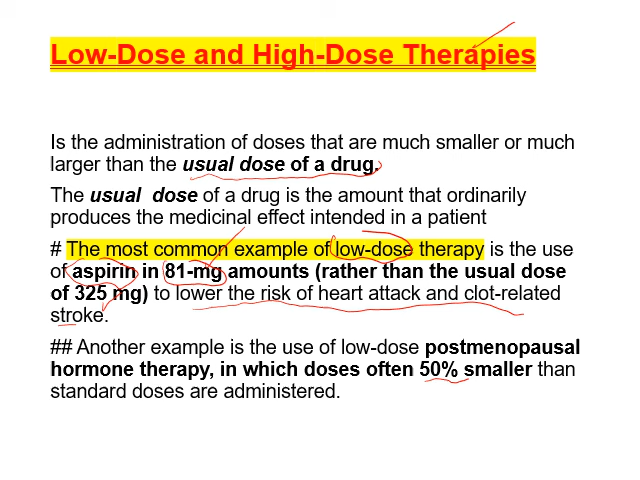 Low-Dose and High-Dose Therapies
Is the administration of doses that are much smaller or much
larger than the usual dose of a drug.
The usual dose of a drug is the amount that ordinarily
produces the medicinal effect intended in a patient
# The most common example of low-dose therapy is the use
of aspirin in 81-mg amounts (rather than the usual dose
of 325 mg) to lower the risk of heart attack and clot-related
stroke.
## Another example is the use of low-dose postmenopausal
hormone therapy, in which doses often 50% smaller than
standard doses are administered.